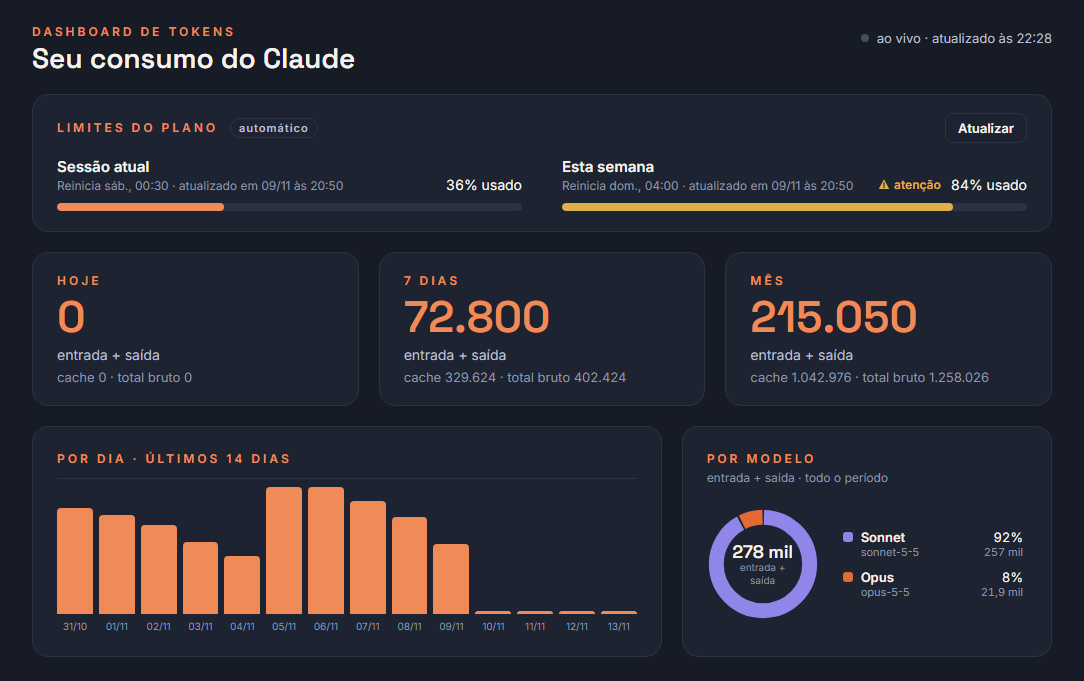 DASHBOARD DE TOKENS
Seu consumo do Claude
ao vivo · atualizado às 22:28
LIMITES DO PLANO
automático
Atualizar
Sessão atual
Reinicia sáb., 00:30 · atualizado em 09/11 às 20:50
36% usado
Esta semana
Reinicia dom., 04:00 · atualizado em 09/11 às 20:50
⚠ atenção
84% usado
HOJE
0
entrada + saída
cache 0 · total bruto 0
7 DIAS
72.800
entrada + saída
cache 329.624 · total bruto 402.424
MÊS
215.050
entrada + saída
cache 1.042.976 · total bruto 1.258.026
POR DIA · ÚLTIMOS 14 DIAS
31/10 01/11 02/11 03/11 04/11 05/11 06/11 07/11 08/11 09/11 10/11 11/11 12/11 13/11
POR MODELO
entrada + saída · todo o período
278 mil
entrada +
saída
Sonnet 92%
sonnet-5-5 257 mil
Opus 8%
opus-5-5 21,9 mil